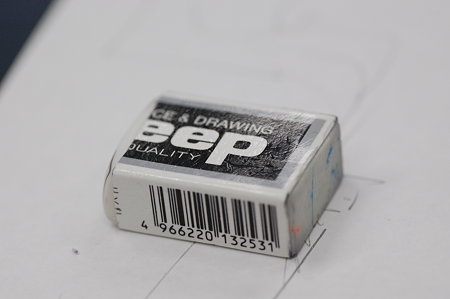 CE & DRAWING
eep
QUALITY
4 966220 132531